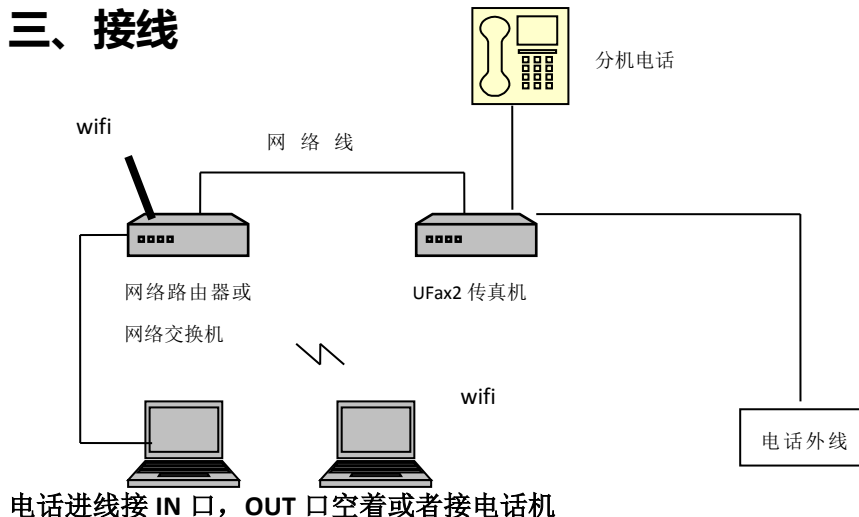 三、接线
分机电话
wifi
网 络 线
网络路由器或
网络交换机
UFax2 传真机
wifi
电话外线
电话进线接 IN 口，OUT 口空着或者接电话机